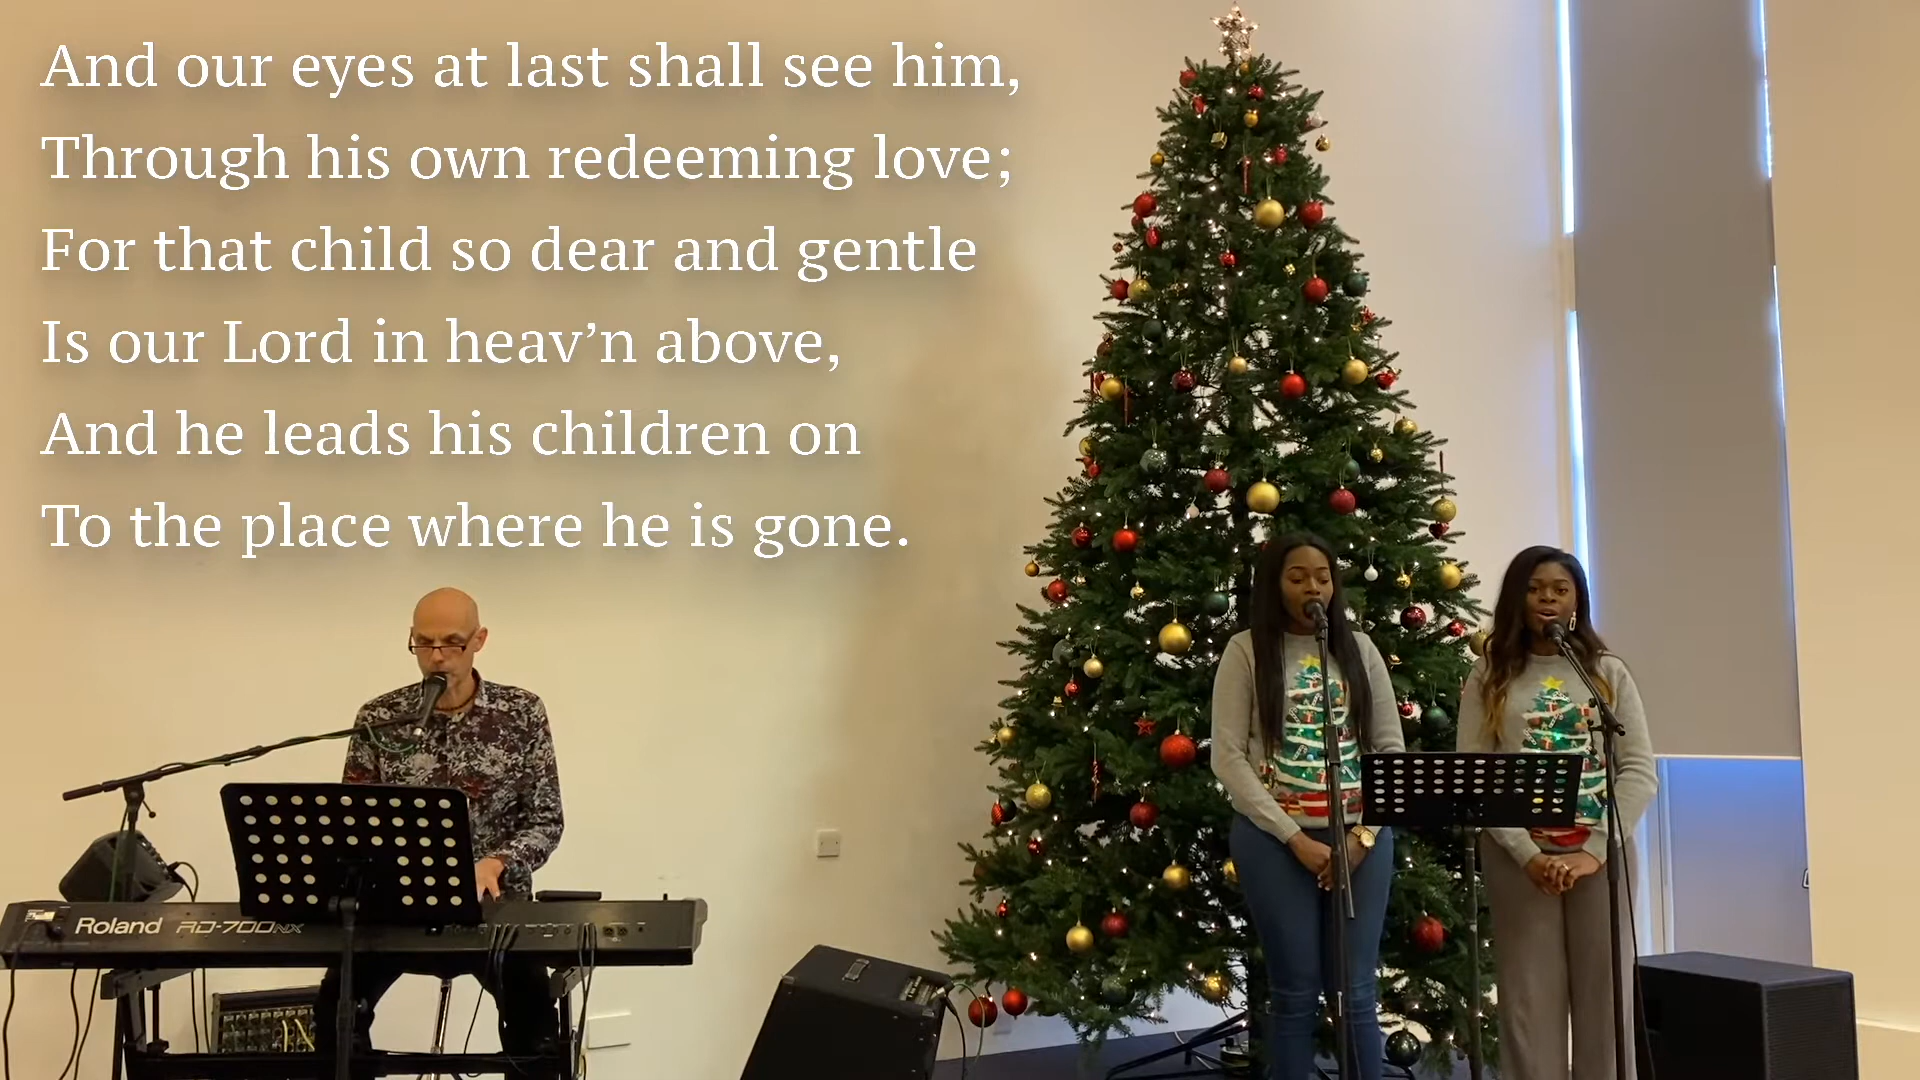 And our eyes at last shall see him,
Through his own redeeming love;
For that child so dear and gentle
Is our Lord in heav’n above,
And he leads his children on
To the place where he is gone.
Roland RD-700NX